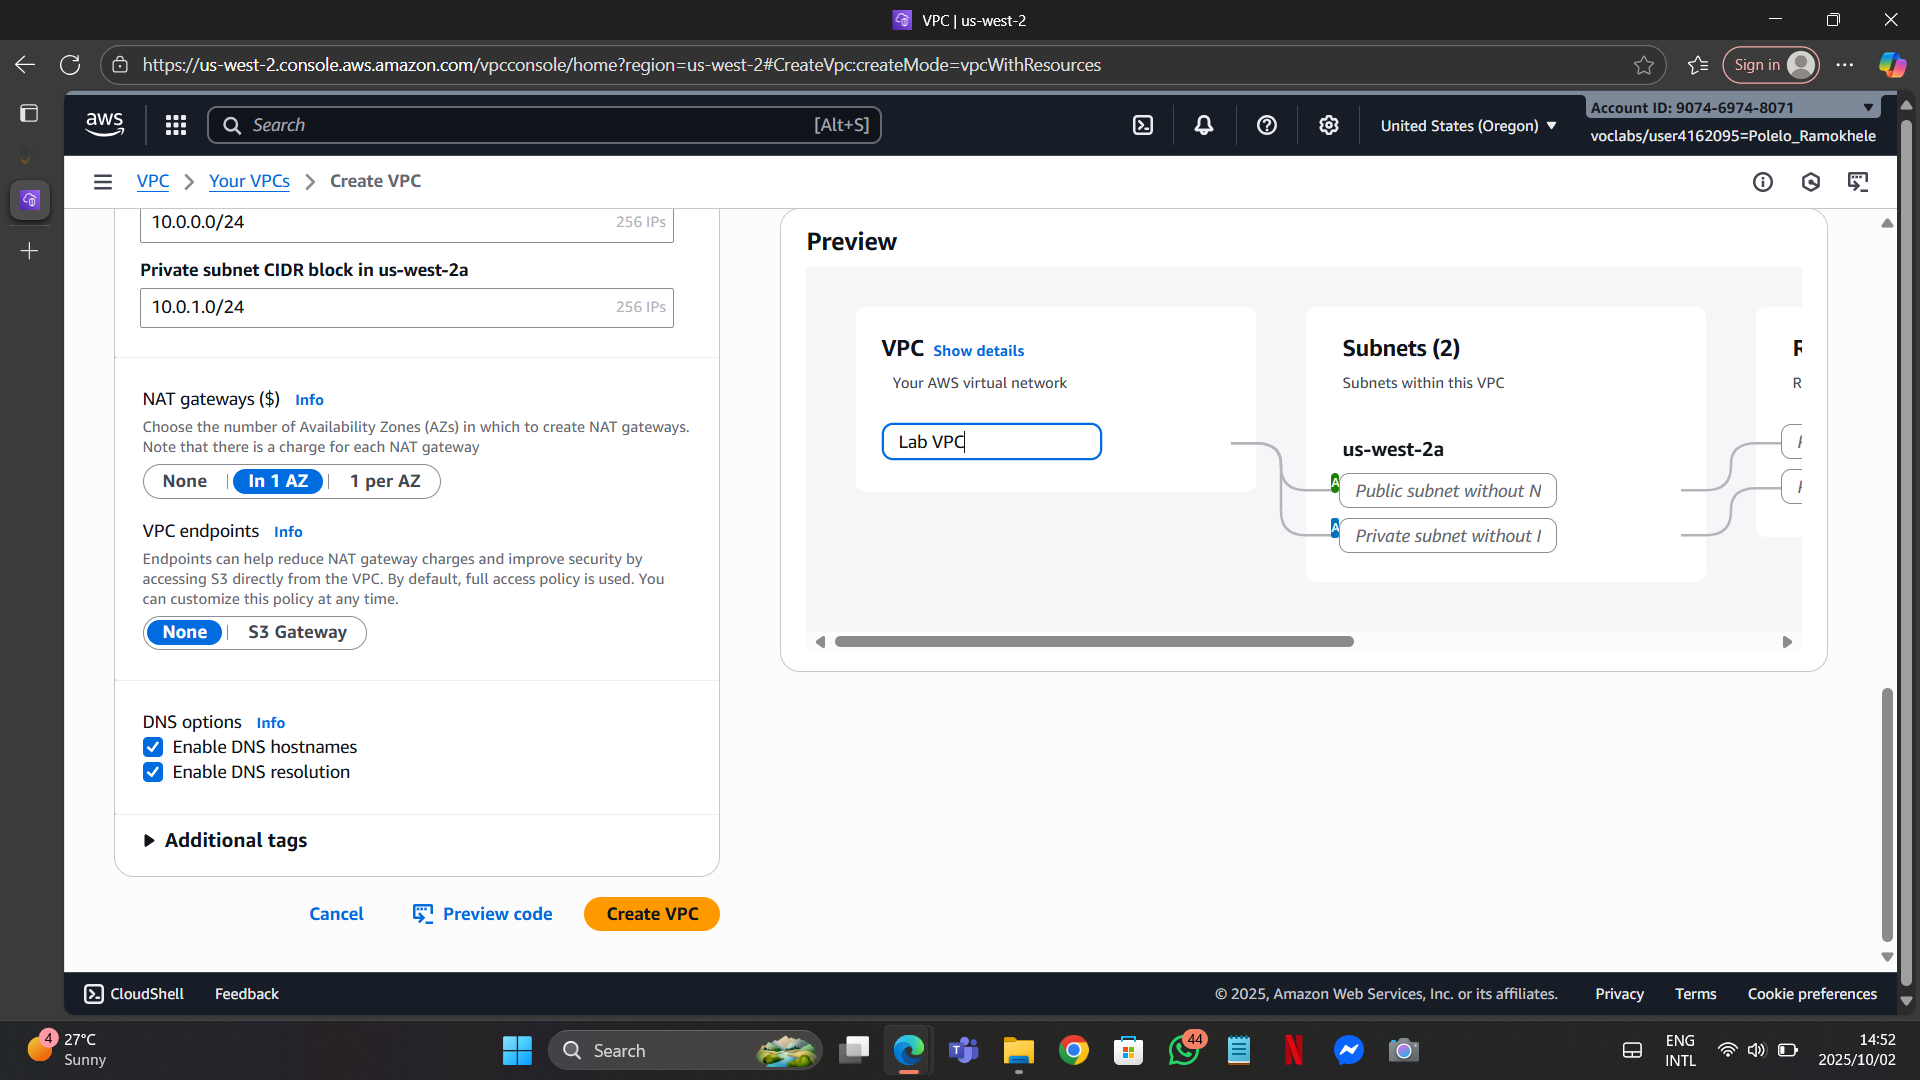 VPC | us-west-2
https://us-west-2.console.aws.amazon.com/vpcconsole/home?region=us-west-2#CreateVpc:createMode=vpcWithResources
Sign in
aws
Search
[Alt+S]
United States (Oregon)
Account ID: 9074-6974-8071
voclabs/user4162095=Polelo_Ramokhele
VPC
Your VPCs
Create VPC
10.0.0.0/24
256 IPs
Private subnet CIDR block in us-west-2a
10.0.1.0/24
256 IPs
NAT gateways ($) Info
Choose the number of Availability Zones (AZs) in which to create NAT gateways.
Note that there is a charge for each NAT gateway
None
In 1 AZ
1 per AZ
VPC endpoints Info
Endpoints can help reduce NAT gateway charges and improve security by
accessing S3 directly from the VPC. By default, full access policy is used. You
can customize this policy at any time.
None
S3 Gateway
DNS options Info
Enable DNS hostnames
Enable DNS resolution
Additional tags
Cancel
Preview code
Create VPC
Preview
VPC Show details
Your AWS virtual network
Lab VPC
Subnets (2)
Subnets within this VPC
us-west-2a
A
Public subnet without N
A
Private subnet without I
R
R
CloudShell
Feedback
© 2025, Amazon Web Services, Inc. or its affiliates.
Privacy
Terms
Cookie preferences
4
27°C
Sunny
Search
44
ENG
INTL
14:52
2025/10/02